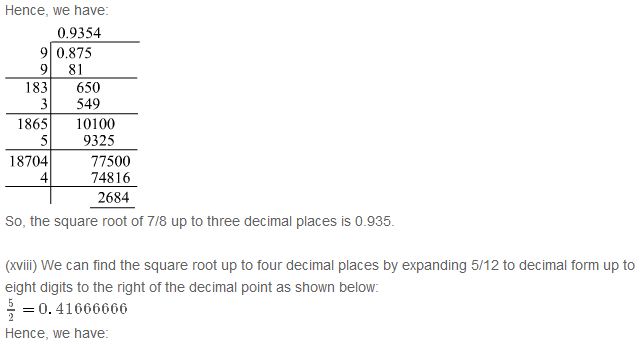 Hence, we have:
0.9354
9 0.875
9 81
183 650
3 549
1865 10100
5 9325
18704 77500
4 74816
2684
So, the square root of 7/8 up to three decimal places is 0.935.
(xviii) We can find the square root up to four decimal places by expanding 5/12 to decimal form up to
eight digits to the right of the decimal point as shown below:
5/2 = 0.41666666
Hence, we have: